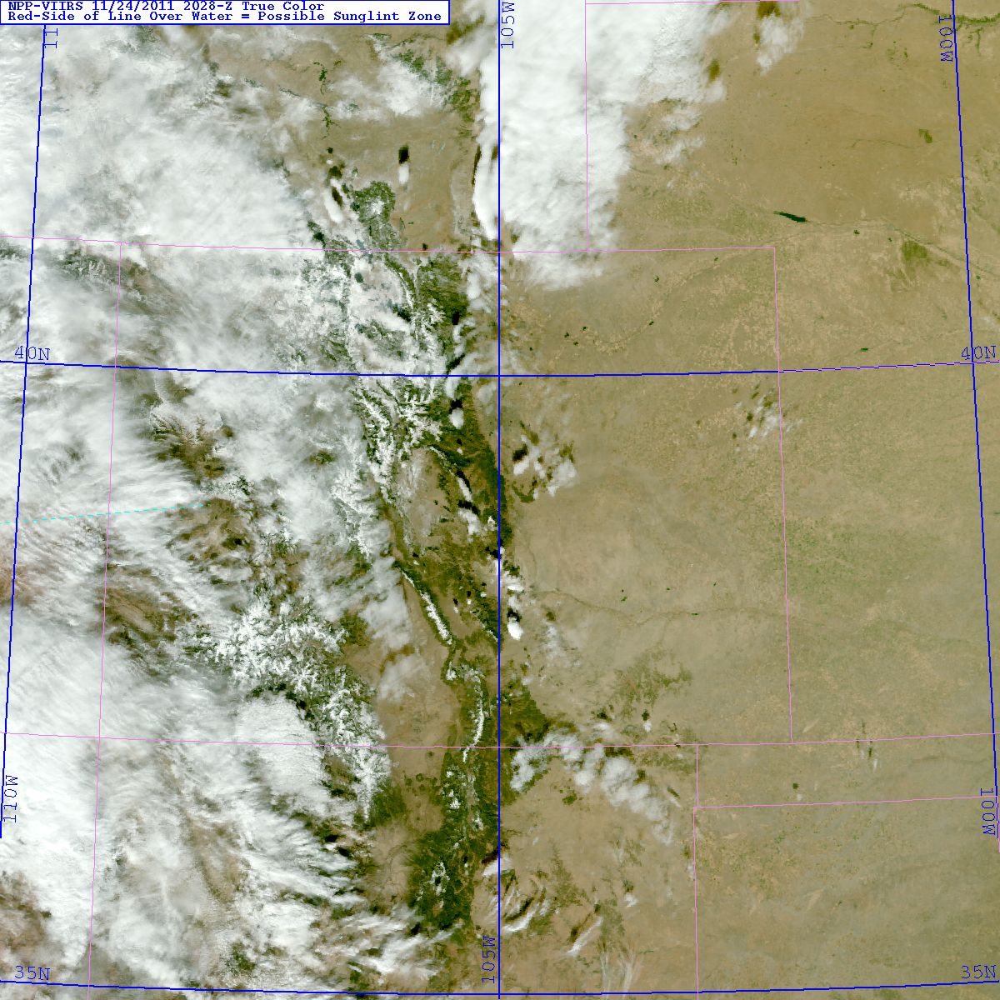 NPP-VIIRS 11/24/2011 2028-Z True Color
Red-Side of Line Over Water = Possible Sunglint Zone
11
105W
100W
40N
40N
110W
100W
105W
35N
35N